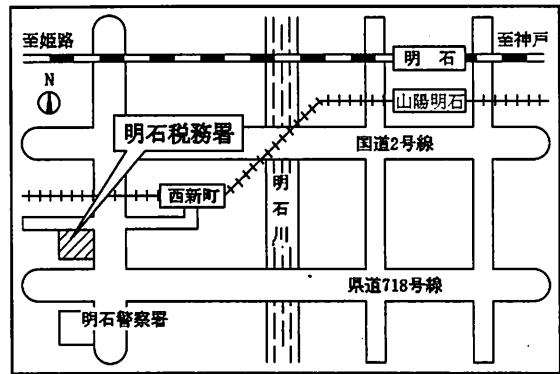 至姫路
至神戸
明石
N
山陽明石
明石税務署
国道2号線
西新町
明石
県道718号線
明石警察署